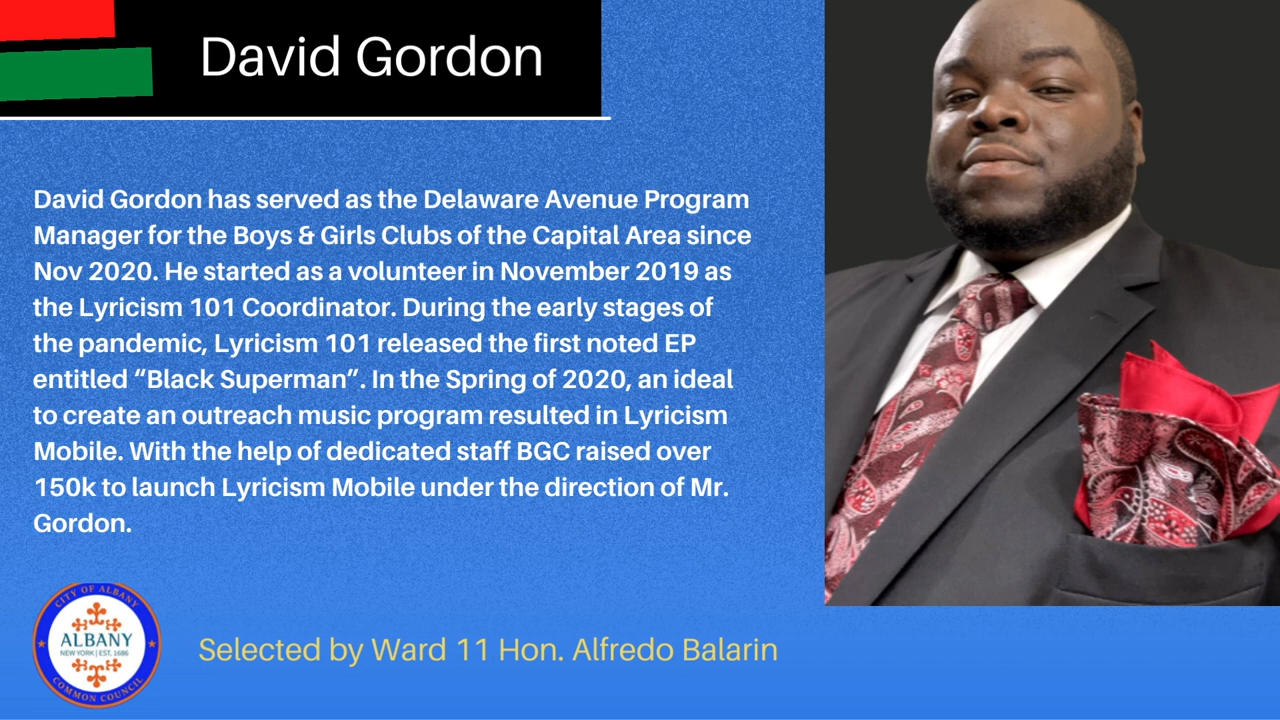 David Gordon
David Gordon has served as the Delaware Avenue Program
Manager for the Boys & Girls Clubs of the Capital Area since
Nov 2020. He started as a volunteer in November 2019 as
the Lyricism 101 Coordinator. During the early stages of
the pandemic, Lyricism 101 released the first noted EP
entitled “Black Superman”. In the Spring of 2020, an ideal
to create an outreach music program resulted in Lyricism
Mobile. With the help of dedicated staff BGC raised over
150k to launch Lyricism Mobile under the direction of Mr.
Gordon.
CITY OF ALBANY
ALBANY
NEW YORK | EST. 1686
COMMON COUNCIL
Selected by Ward 11 Hon. Alfredo Balarin